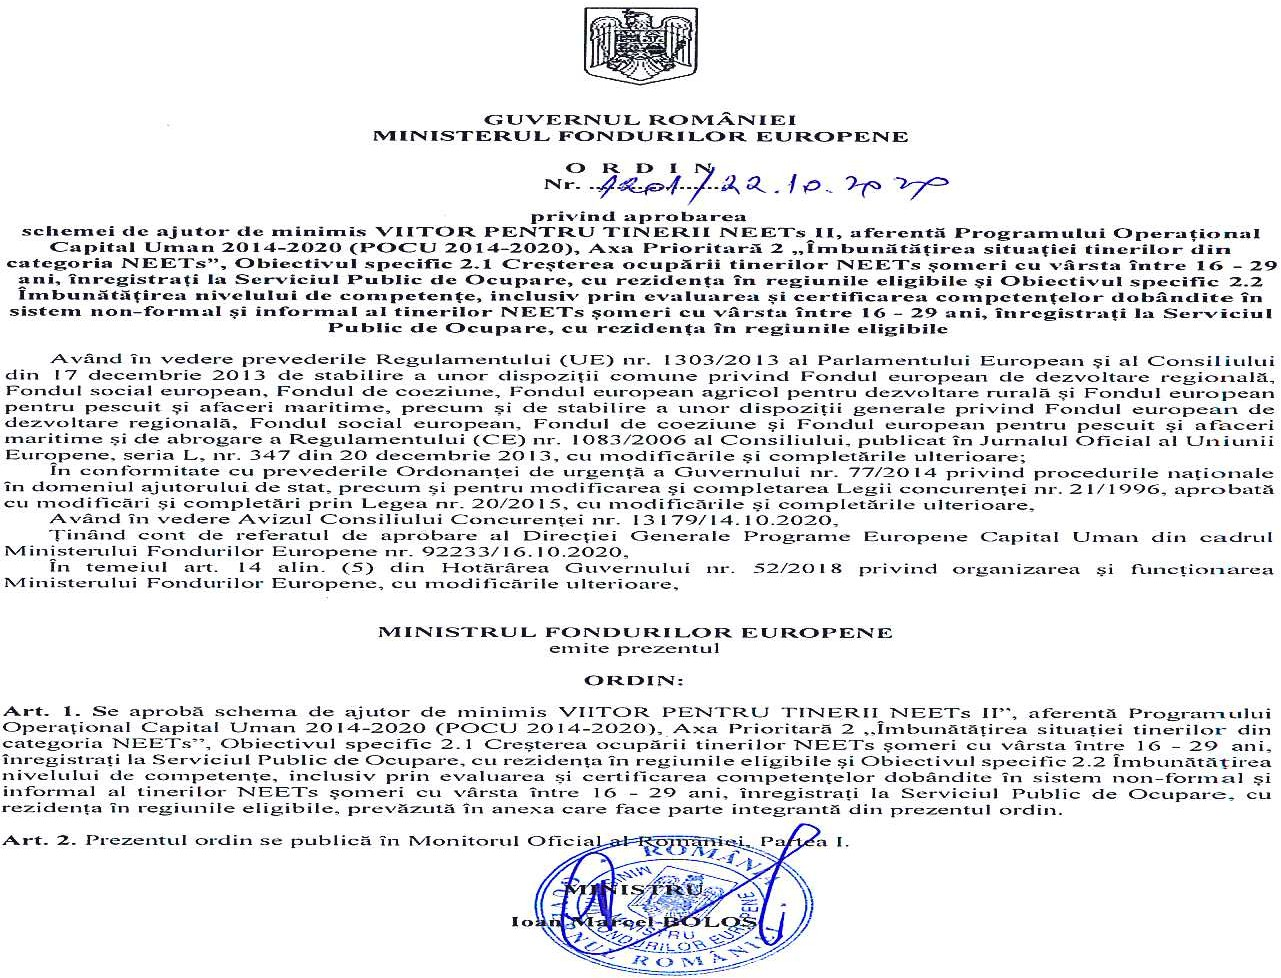 GUVERNUL ROMÂNIEI
MINISTERUL FONDURILOR EUROPENE
O R D I N
Nr. 1201/22.10.2020
privind aprobarea
schemei de ajutor de minimis VIITOR PENTRU TINERII NEETs II, aferentă Programului Operațional
Capital Uman 2014-2020 (POCU 2014-2020), Axa Prioritară 2 „Îmbunătățirea situației tinerilor din
categoria NEETs”, Obiectivul specific 2.1 Creșterea ocupării tinerilor NEETs șomeri cu vârsta între 16 - 29
ani, înregistrați la Serviciul Public de Ocupare, cu rezidența în regiunile eligibile și Obiectivul specific 2.2
Îmbunătățirea nivelului de competențe, inclusiv prin evaluarea și certificarea competențelor dobândite în
sistem non-formal și informal al tinerilor NEETs șomeri cu vârsta între 16 - 29 ani, înregistrați la Serviciul
Public de Ocupare, cu rezidența în regiunile eligibile
Având în vedere prevederile Regulamentului (UE) nr. 1303/2013 al Parlamentului European și al Consiliului
din 17 decembrie 2013 de stabilire a unor dispoziții comune privind Fondul european de dezvoltare regională,
Fondul social european, Fondul de coeziune, Fondul european agricol pentru dezvoltare rurală și Fondul european
pentru pescuit și afaceri maritime, precum și de stabilire a unor dispoziții generale privind Fondul european de
dezvoltare regională, Fondul social european, Fondul de coeziune și Fondul european pentru pescuit și afaceri
maritime și de abrogare a Regulamentului (CE) nr. 1083/2006 al Consiliului, publicat în Jurnalul Oficial al Uniunii
Europene, seria L, nr. 347 din 20 decembrie 2013, cu modificările și completările ulterioare;
În conformitate cu prevederile Ordonanței de urgență a Guvernului nr. 77/2014 privind procedurile naționale
în domeniul ajutorului de stat, precum și pentru modificarea și completarea Legii concurenței nr. 21/1996, aprobată
cu modificări și completări prin Legea nr. 20/2015, cu modificările și completările ulterioare,
Având în vedere Avizul Consiliului Concurenței nr. 13179/14.10.2020,
Ținând cont de referatul de aprobare al Direcției Generale Programe Europene Capital Uman din cadrul
Ministerului Fondurilor Europene nr. 92233/16.10.2020,
În temeiul art. 14 alin. (5) din Hotărârea Guvernului nr. 52/2018 privind organizarea și funcționarea
Ministerului Fondurilor Europene, cu modificările ulterioare,
MINISTRUL FONDURILOR EUROPENE
emite prezentul
ORDIN:
Art. 1. Se aprobă schema de ajutor de minimis VIITOR PENTRU TINERII NEETs II”, aferentă Programului
Operațional Capital Uman 2014-2020 (POCU 2014-2020), Axa Prioritară 2 „Îmbunătățirea situației tinerilor din
categoria NEETs”, Obiectivul specific 2.1 Creșterea ocupării tinerilor NEETs șomeri cu vârsta între 16 - 29 ani,
înregistrați la Serviciul Public de Ocupare, cu rezidența în regiunile eligibile și Obiectivul specific 2.2 Îmbunătățirea
nivelului de competențe, inclusiv prin evaluarea și certificarea competențelor dobândite în sistem non-formal și
informal al tinerilor NEETs șomeri cu vârsta între 16 - 29 ani, înregistrați la Serviciul Public de Ocupare, cu
rezidența în regiunile eligibile, prevăzută în anexa care face parte integrantă din prezentul ordin.
Art. 2. Prezentul ordin se publică în Monitorul Oficial al României, Partea I.
MINISTRU
Ioan Marcel BOLOȘ
ROMÂNIA
GUVERNUL ROMÂNIEI
MINISTERUL FONDURILOR EUROPENE
MINISTRU